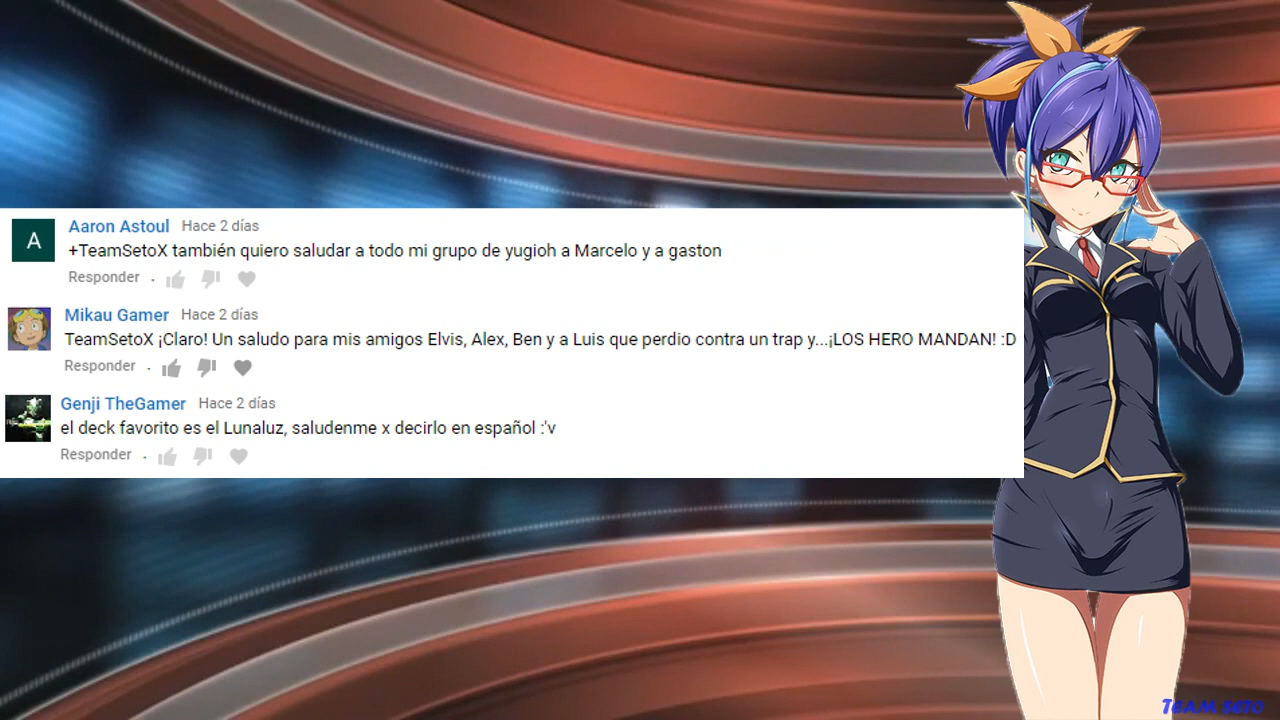 A
Aaron Astoul Hace 2 días
+TeamSetoX también quiero saludar a todo mi grupo de yugioh a Marcelo y a gaston
Responder .
Mikau Gamer Hace 2 días
TeamSetoX ¡Claro! Un saludo para mis amigos Elvis, Alex, Ben y a Luis que perdio contra un trap y...¡LOS HERO MANDAN! :D
Responder .
Genji TheGamer Hace 2 días
el deck favorito es el Lunaluz, saludenme x decirlo en español :'v
Responder .
Team seto